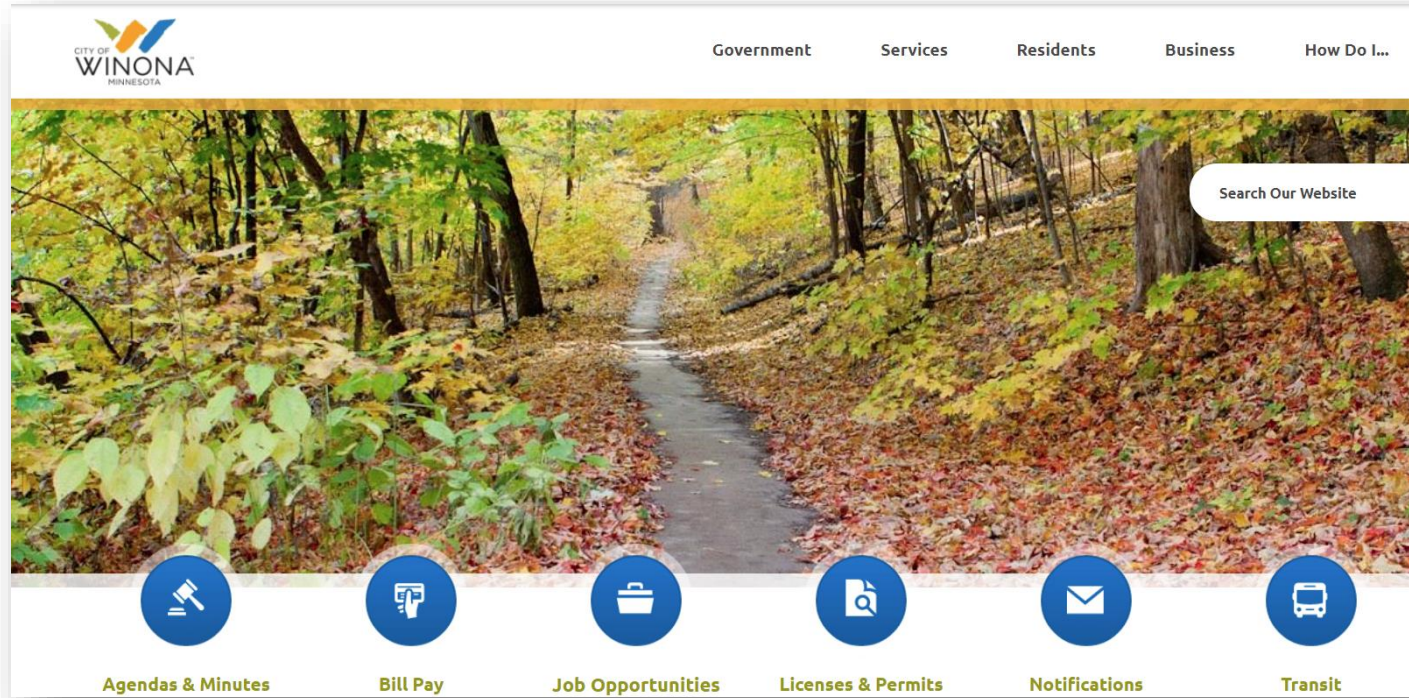 CITY OF
WINONA
MINNESOTA
Government Services Residents Business How Do I...
Search Our Website
Agendas & Minutes Bill Pay Job Opportunities Licenses & Permits Notifications Transit